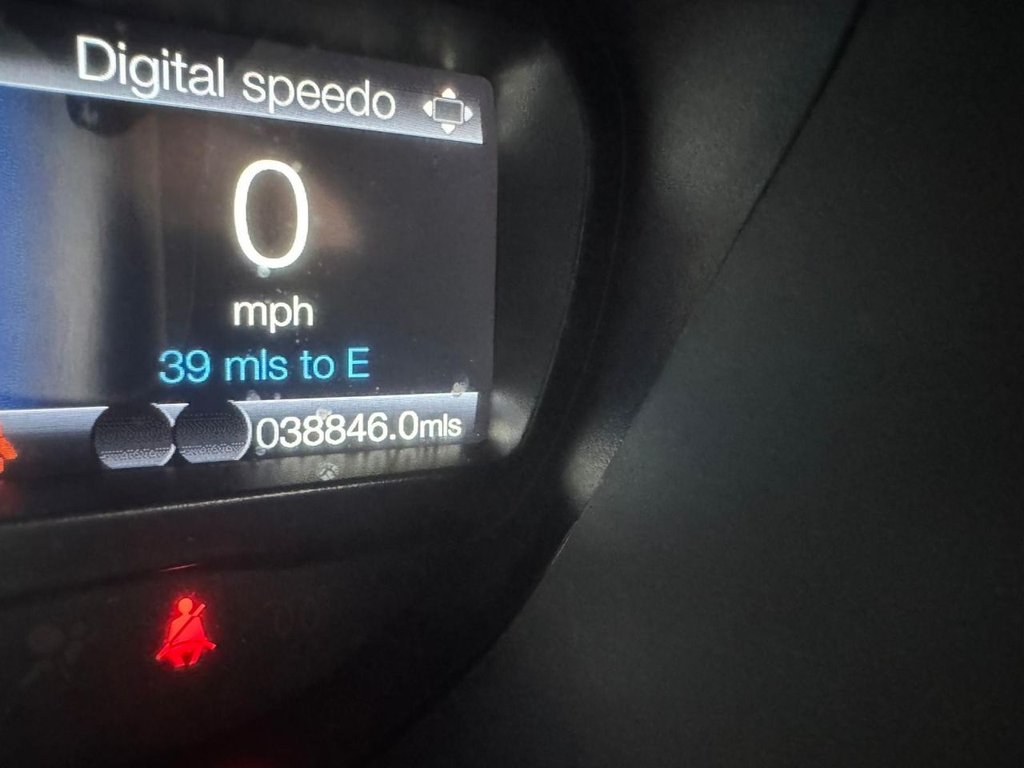 Digital speedo
0
mph
39 mls to E
038846.0mls